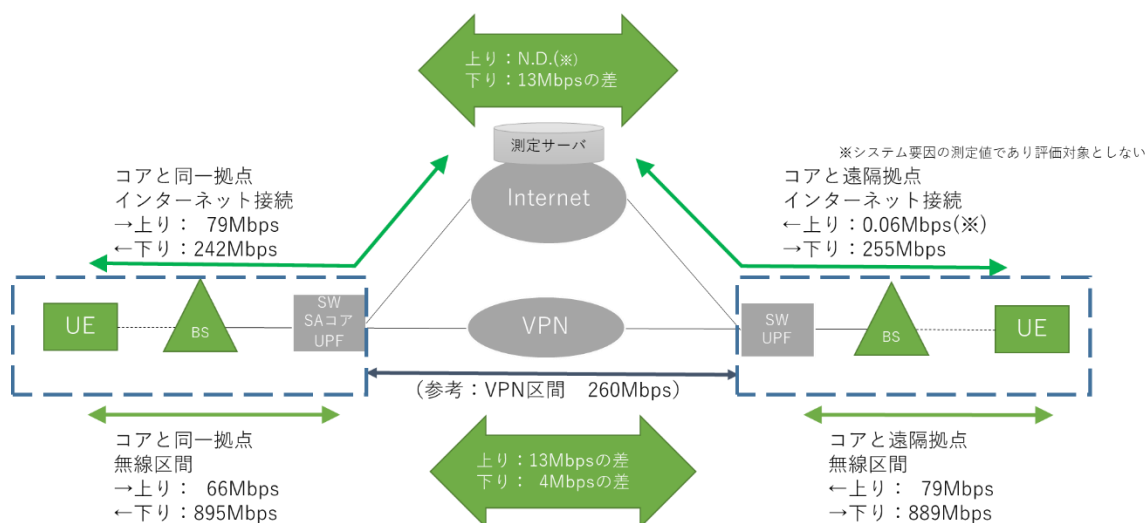 上り：N.D.(※)
下り：13Mbpsの差
測定サーバ
Internet
※システム要因の測定値であり評価対象としない
コアと同一拠点
インターネット接続
→上り： 79Mbps
←下り：242Mbps
コアと遠隔拠点
インターネット接続
←上り：0.06Mbps(※)
→下り：255Mbps
UE
BS
SW
SAコア
UPF
VPN
SW
UPF
BS
UE
(参考：VPN区間 260Mbps)
コアと同一拠点
無線区間
→上り： 66Mbps
←下り：895Mbps
上り：13Mbpsの差
下り： 4Mbpsの差
コアと遠隔拠点
無線区間
←上り： 79Mbps
→下り：889Mbps